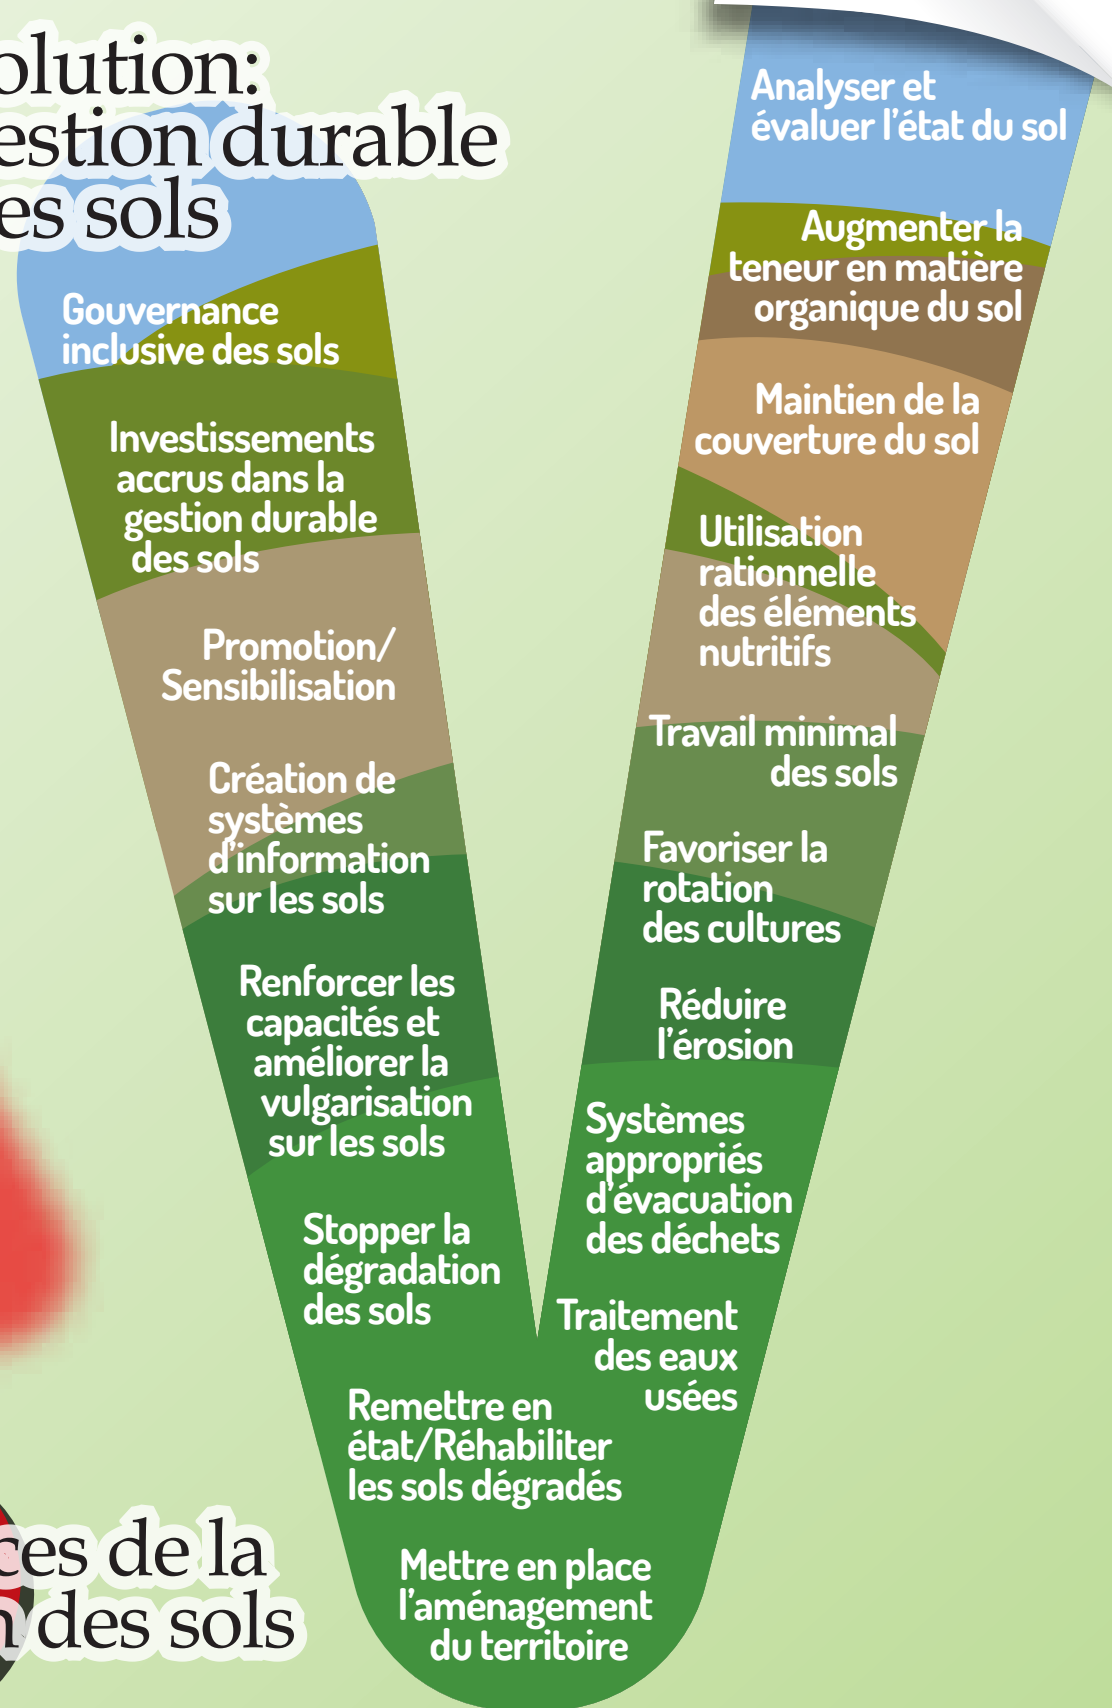 olution:
estion durable
es sols
Gouvernance
inclusive des sols
Investissements
accrus dans la
gestion durable
des sols
Promotion/
Sensibilisation
Création de
systèmes
d'information
sur les sols
Renforcer les
capacités et
améliorer la
vulgarisation
sur les sols
Stopper la
dégradation
des sols
Remettre en
état/Réhabiliter
les sols dégradés
Mettre en place
l'aménagement
du territoire
Analyser et
évaluer l'état du sol
Augmenter la
teneur en matière
organique du sol
Maintien de la
couverture du sol
Utilisation
rationnelle
des éléments
nutritifs
Travail minimal
des sols
Favoriser la
rotation
des cultures
Réduire
l'érosion
Systèmes
appropriés
d'évacuation
des déchets
Traitement
des eaux
usées
ces de la
n des sols